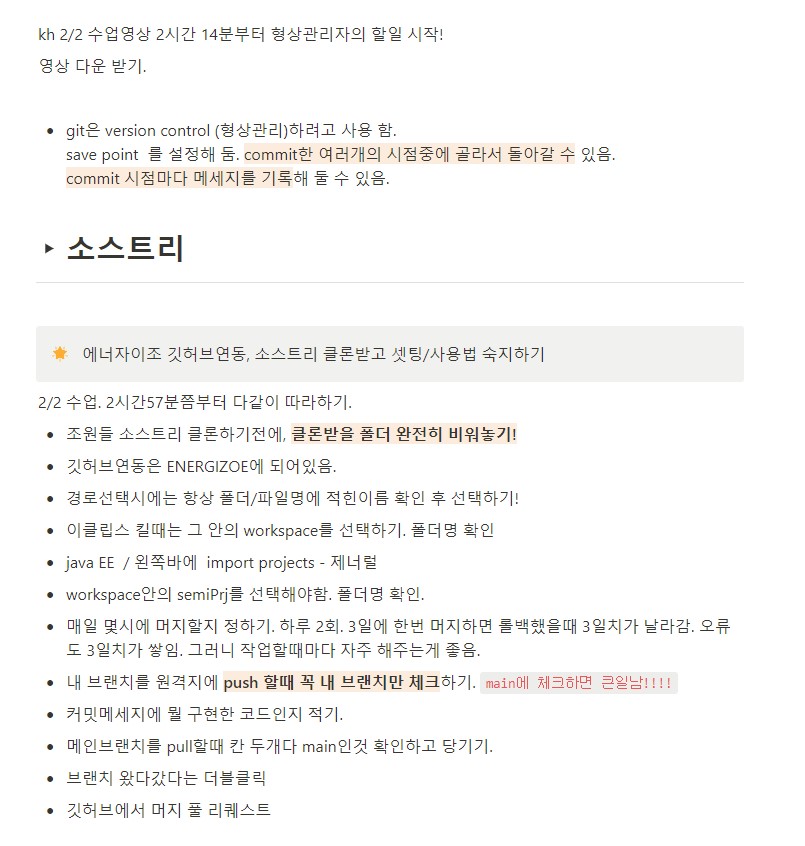 kh 2/2 수업영상 2시간 14분부터 형상관리자의 할일 시작!
영상 다운 받기.
git은 version control (형상관리)하려고 사용 함.
save point 를 설정해 둠. commit한 여러개의 시점중에 골라서 돌아갈 수 있음.
commit 시점마다 메세지를 기록해 둘 수 있음.
소스트리
에너자이조 깃허브연동, 소스트리 클론받고 셋팅/사용법 숙지하기
2/2 수업. 2시간57분쯤부터 다같이 따라하기.
조원들 소스트리 클론하기전에, 클론받을 폴더 완전히 비워놓기!
깃허브연동은 ENERGIZOE에 되어있음.
경로선택시에는 항상 폴더/파일명에 적힌이름 확인 후 선택하기!
이클립스 킬때는 그 안의 workspace를 선택하기. 폴더명 확인
java EE / 왼쪽바에 import projects - 제너럴
workspace안의 semiPrj를 선택해야함. 폴더명 확인.
매일 몇시에 머지할지 정하기. 하루 2회. 3일에 한번 머지하면 롤백했을때 3일치가 날라감. 오류
도 3일치가 쌓임. 그러니 작업할때마다 자주 해주는게 좋음.
내 브랜치를 원격지에 push 할때 꼭 내 브랜치만 체크하기. main에 체크하면 큰일남!!!!
커밋메세지에 뭘 구현한 코드인지 적기.
메인브랜치를 pull할때 칸 두개다 main인것 확인하고 당기기.
브랜치 왔다갔다는 더블클릭
깃허브에서 머지 풀 리퀘스트